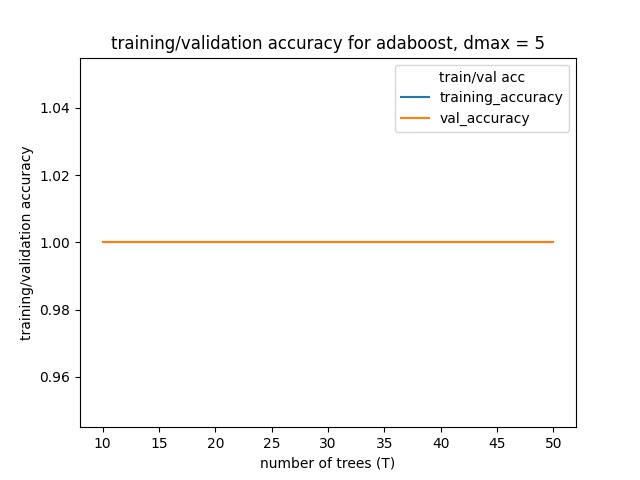 training/validation accuracy for adaboost, dmax = 5
train/val acc
training_accuracy
val_accuracy
training/validation accuracy
1.04
1.02
1.00
0.98
0.96
10 15 20 25 30 35 40 45 50
number of trees (T)